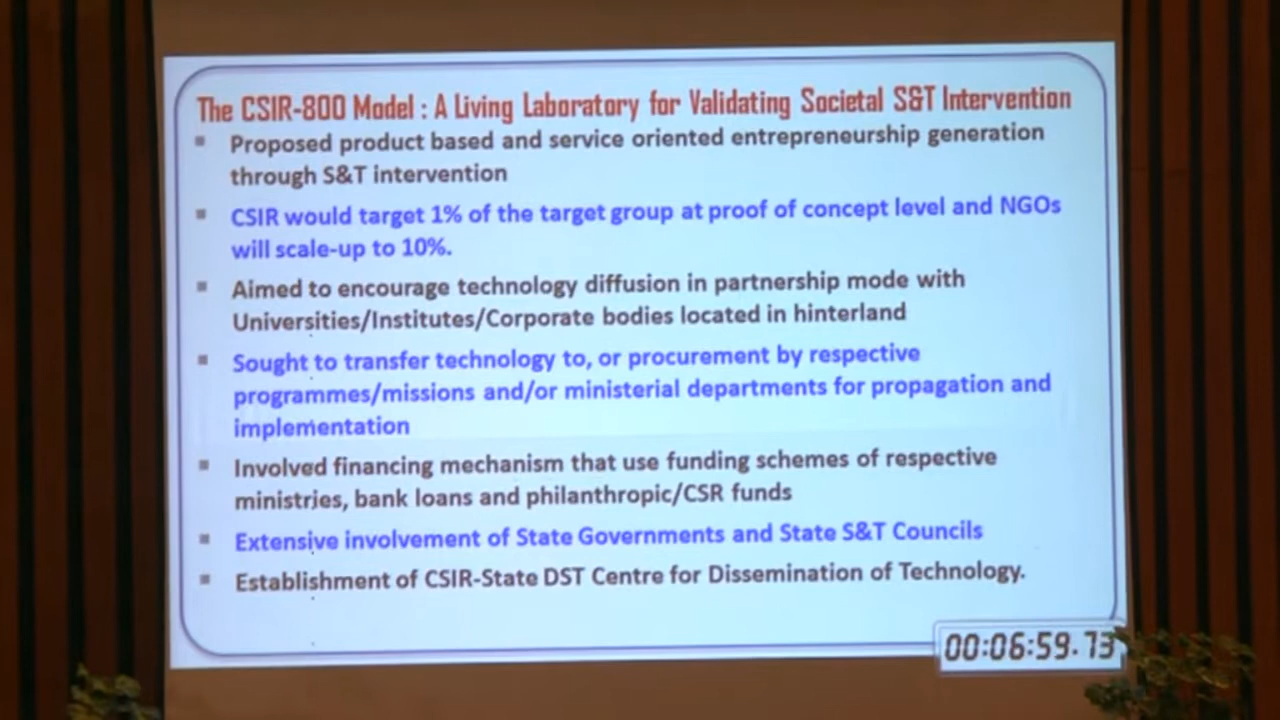 The CSIR-800 Model : A Living Laboratory for Validating Societal S&T Intervention
▪ Proposed product based and service oriented entrepreneurship generation
through S&T intervention
▪ CSIR would target 1% of the target group at proof of concept level and NGOs
will scale-up to 10%.
▪ Aimed to encourage technology diffusion in partnership mode with
Universities/Institutes/Corporate bodies located in hinterland
▪ Sought to transfer technology to, or procurement by respective
programmes/missions and/or ministerial departments for propagation and
implementation
▪ Involved financing mechanism that use funding schemes of respective
ministries, bank loans and philanthropic/CSR funds
▪ Extensive involvement of State Governments and State S&T Councils
▪ Establishment of CSIR-State DST Centre for Dissemination of Technology.
00:06:59.73